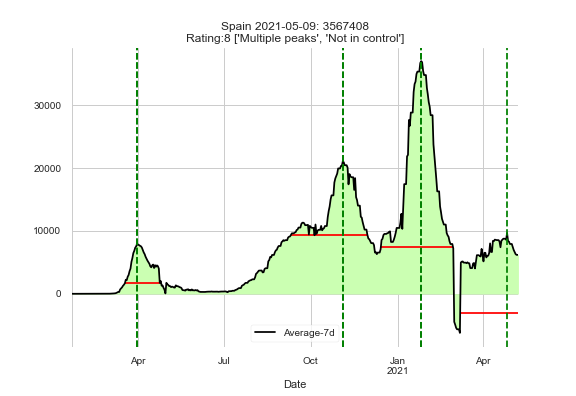 Spain 2021-05-09: 3567408
Rating:8 ['Multiple peaks', 'Not in control']
30000
20000
10000
0
Average-7d
Apr
Jul
Oct
Jan
2021
Apr
Date